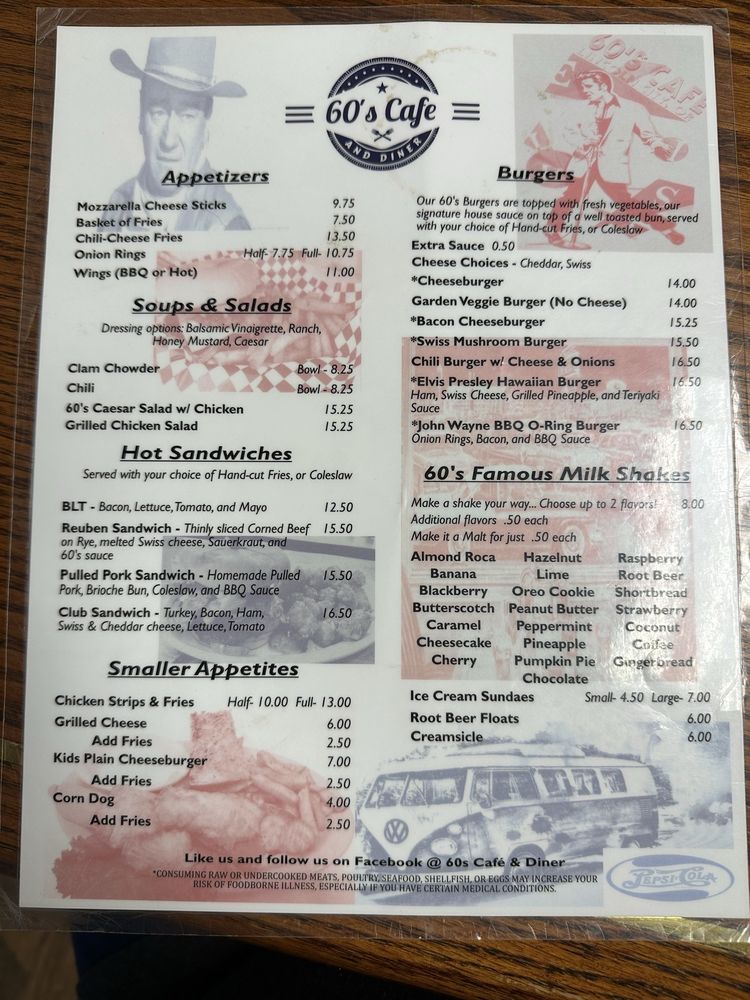 60's Cafe
AND DINER
60'S CAFE
Appetizers
Mozzarella Cheese Sticks 9.75
Basket of Fries 7.50
Chili-Cheese Fries 13.50
Onion Rings Half- 7.75 Full- 10.75
Wings (BBQ or Hot) 11.00
Soups & Salads
Dressing options: Balsamic Vinaigrette, Ranch,
Honey Mustard, Caesar
Clam Chowder Bowl - 8.25
Chili Bowl - 8.25
60's Caesar Salad w/ Chicken 15.25
Grilled Chicken Salad 15.25
Hot Sandwiches
Served with your choice of Hand-cut Fries, or Coleslaw
BLT - Bacon, Lettuce, Tomato, and Mayo 12.50
Reuben Sandwich - Thinly sliced Corned Beef 15.50
on Rye, melted Swiss cheese, Sauerkraut, and
60's sauce
Pulled Pork Sandwich - Homemade Pulled 15.50
Pork, Brioche Bun, Coleslaw, and BBQ Sauce
Club Sandwich - Turkey, Bacon, Ham, 16.50
Swiss & Cheddar cheese, Lettuce, Tomato
Smaller Appetites
Chicken Strips & Fries Half- 10.00 Full- 13.00
Grilled Cheese 6.00
Add Fries 2.50
Kids Plain Cheeseburger 7.00
Add Fries 2.50
Corn Dog 4.00
Add Fries 2.50
Burgers
Our 60's Burgers are topped with fresh vegetables, our
signature house sauce on top of a well toasted bun, served
with your choice of Hand-cut Fries, or Coleslaw
Extra Sauce 0.50
Cheese Choices - Cheddar, Swiss
*Cheeseburger 14.00
Garden Veggie Burger (No Cheese) 14.00
*Bacon Cheeseburger 15.25
*Swiss Mushroom Burger 15.50
Chili Burger w/ Cheese & Onions 16.50
*Elvis Presley Hawaiian Burger 16.50
Ham, Swiss Cheese, Grilled Pineapple, and Teriyaki
Sauce
*John Wayne BBQ O-Ring Burger 16.50
Onion Rings, Bacon, and BBQ Sauce
60's Famous Milk Shakes
Make a shake your way... Choose up to 2 flavors! 8.00
Additional flavors .50 each
Make it a Malt for just .50 each
Almond Roca Hazelnut Raspberry
Banana Lime Root Beer
Blackberry Oreo Cookie Shortbread
Butterscotch Peanut Butter Strawberry
Caramel Peppermint Coconut
Cheesecake Pineapple Coffee
Cherry Pumpkin Pie Gingerbread
Chocolate
Ice Cream Sundaes Small- 4.50 Large- 7.00
Root Beer Floats 6.00
Creamsicle 6.00
Like us and follow us on Facebook @ 60s Café & Diner
*CONSUMING RAW OR UNDERCOOKED MEATS, POULTRY, SEAFOOD, SHELLFISH, OR EGGS MAY INCREASE YOUR
RISK OF FOODBORNE ILLNESS, ESPECIALLY IF YOU HAVE CERTAIN MEDICAL CONDITIONS.
PEPSI-COLA